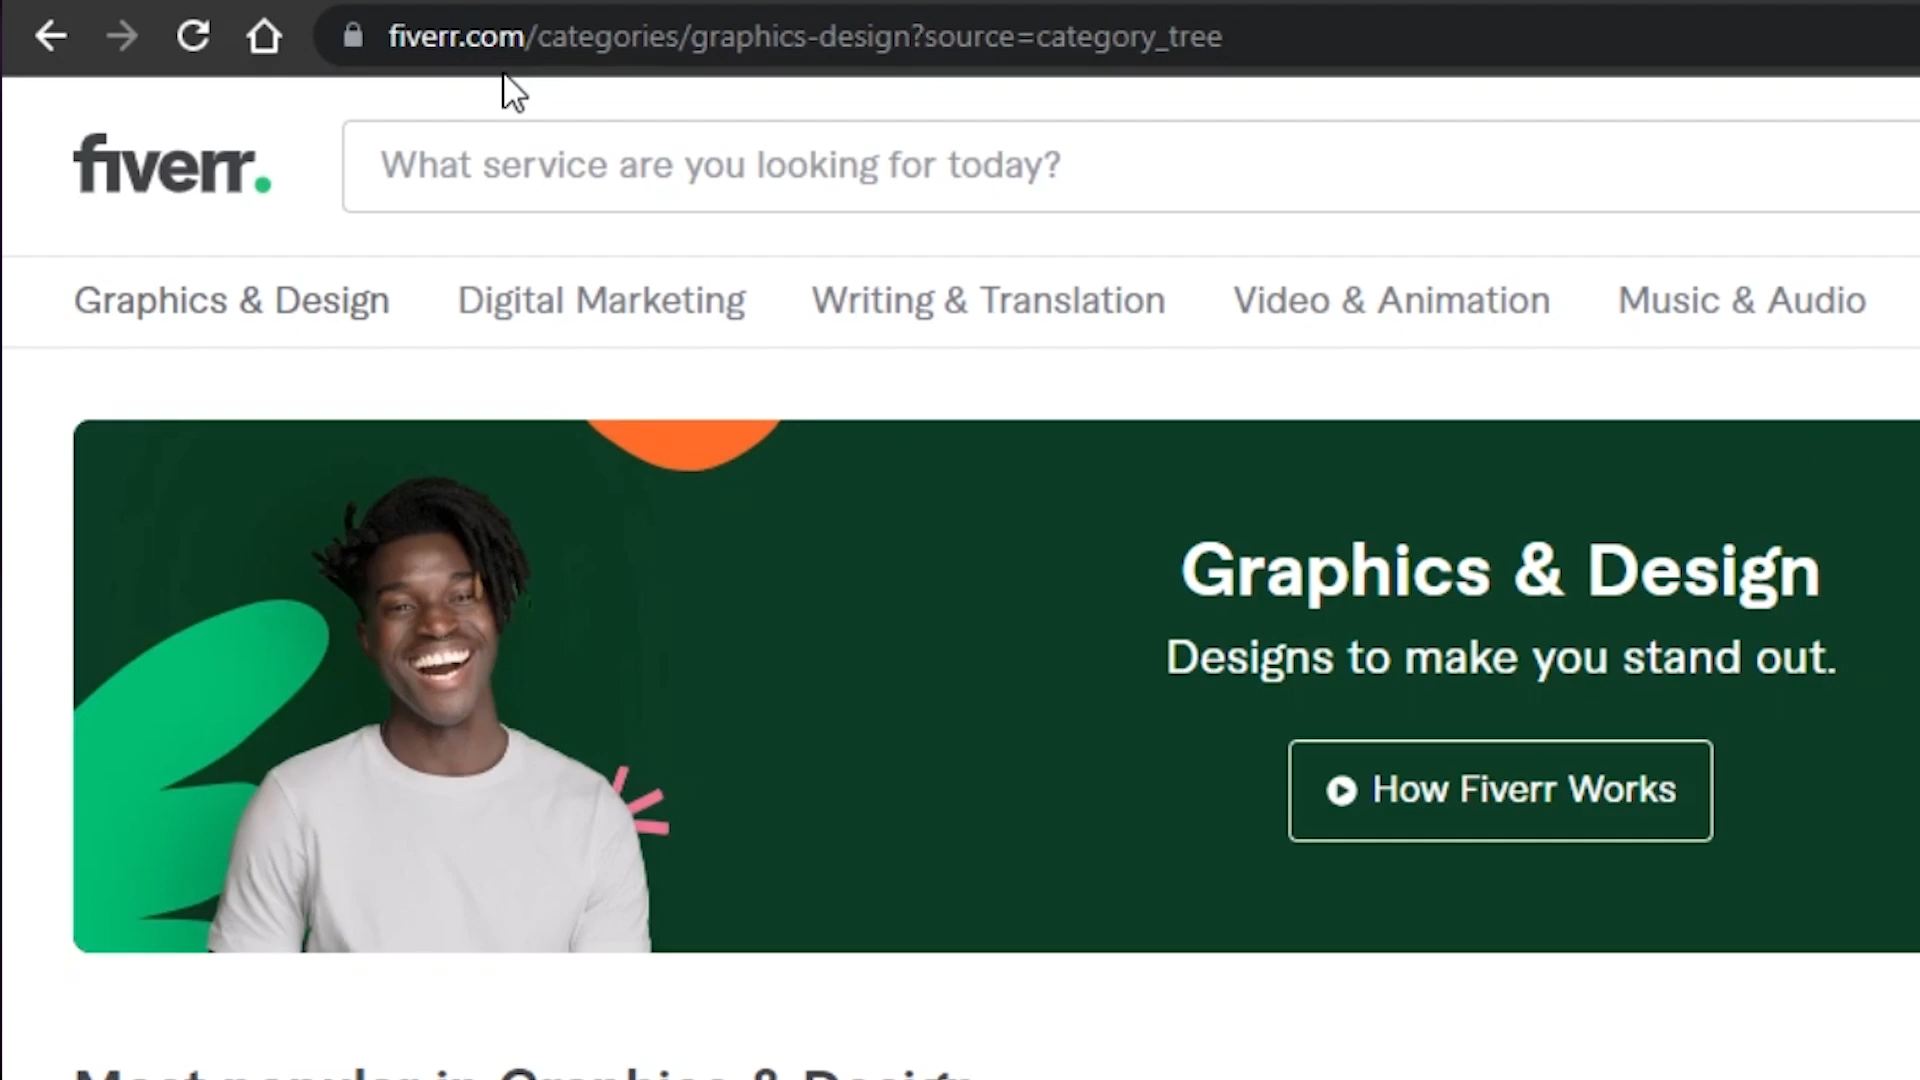 fiverr.com/categories/graphics-design?source=category_tree
fiverr.
What service are you looking for today?
Graphics & Design
Digital Marketing
Writing & Translation
Video & Animation
Music & Audio
Graphics & Design
Designs to make you stand out.
How Fiverr Works
Most popular in Graphics & Design